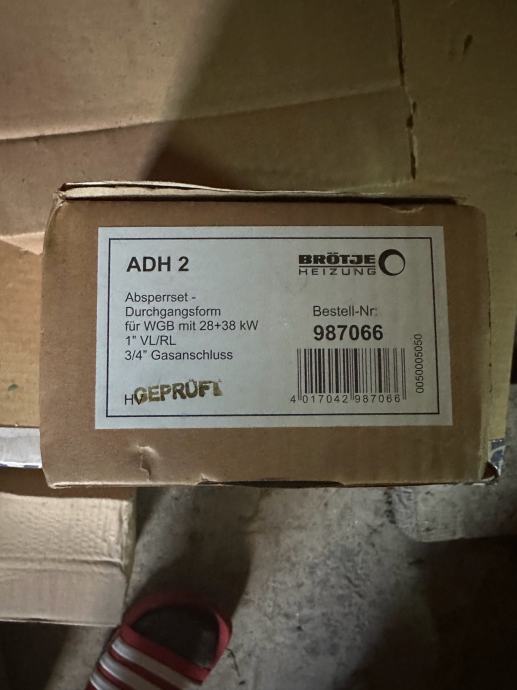 ADH 2
BRÖTJE
HEIZUNG
Absperrset -
Durchgangsform
für WGB mit 28+38 kW
1" VL/RL
3/4" Gasanschluss
Bestell-Nr:
987066
4 017042 987066
0050005050
HV
GEPRÜFT